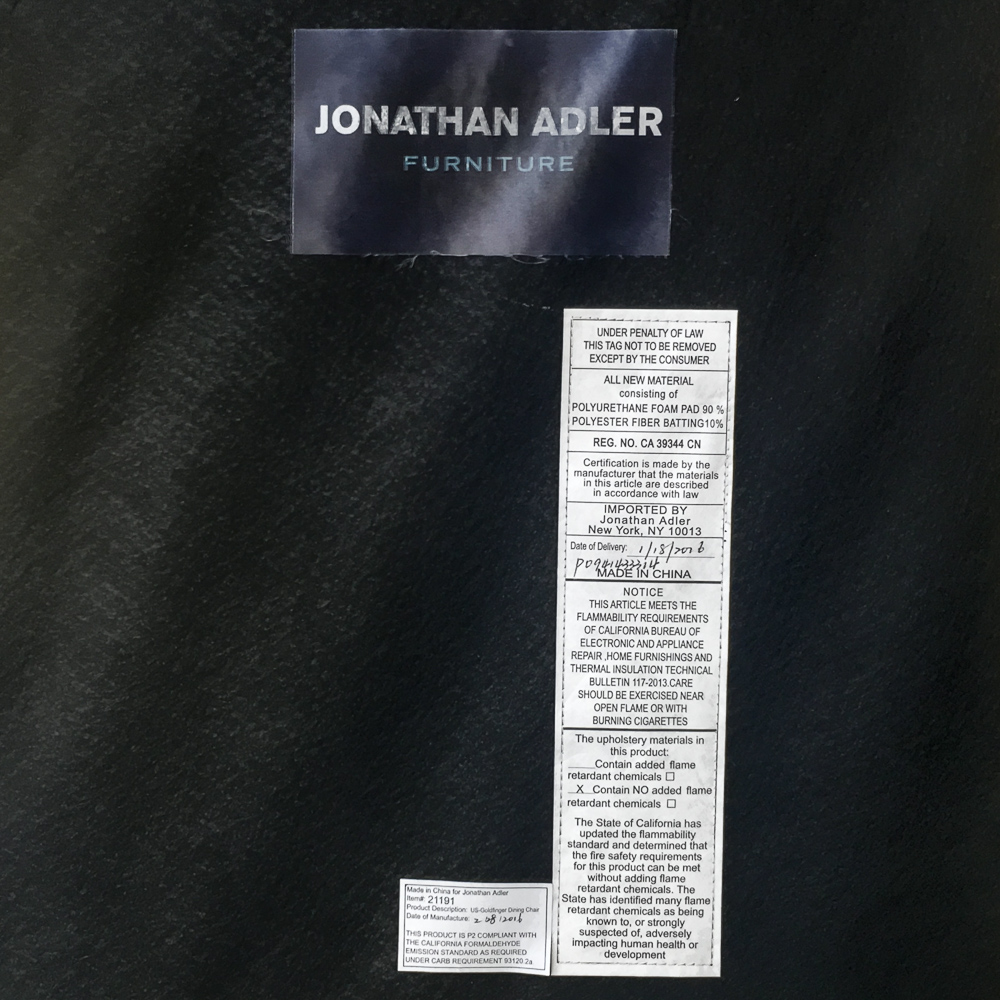 JONATHAN ADLER
FURNITURE
UNDER PENALTY OF LAW
THIS TAG NOT TO BE REMOVED
EXCEPT BY THE CONSUMER
ALL NEW MATERIAL
consisting of
POLYURETHANE FOAM PAD 90 %
POLYESTER FIBER BATTING10%
REG. NO. CA 39344 CN
Certification is made by the
manufacturer that the materials
in this article are described
in accordance with law
IMPORTED BY
Jonathan Adler
New York, NY 10013
Date of Delivery: 1/18/2016
MADE IN CHINA
NOTICE
THIS ARTICLE MEETS THE
FLAMMABILITY REQUIREMENTS
OF CALIFORNIA BUREAU OF
ELECTRONIC AND APPLIANCE
REPAIR ,HOME FURNISHINGS AND
THERMAL INSULATION TECHNICAL
BULLETIN 117-2013.CARE
SHOULD BE EXERCISED NEAR
OPEN FLAME OR WITH
BURNING CIGARETTES
The upholstery materials in
this product:
Contain added flame
retardant chemicals
X Contain NO added flame
retardant chemicals
The State of California has
updated the flammability
standard and determined that
the fire safety requirements
for this product can be met
without adding flame
retardant chemicals. The
State has identified many flame
retardant chemicals as being
known to, or strongly
suspected of, adversely
impacting human health or
development
Made in China for Jonathan Adler
Item#: 21191
Product Description: US-Goldfinger Dining Chair
Date of Manufacture:
THIS PRODUCT IS P2 COMPLIANT WITH
THE CALIFORNIA FORMALDEHYDE
EMISSION STANDARD AS REQUIRED
UNDER CARB REQUIREMENT 93120.2a